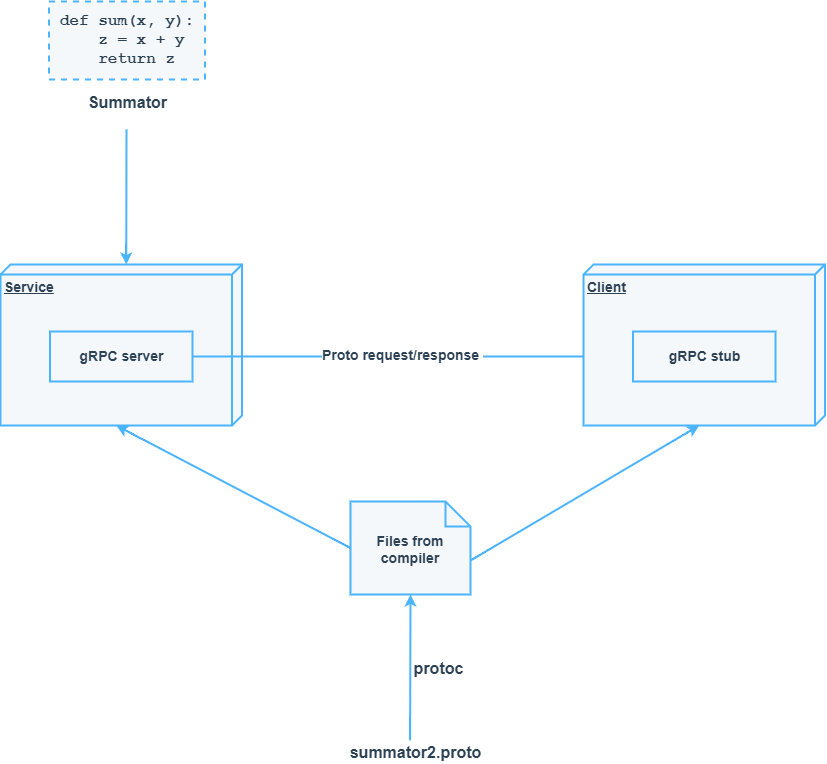 def sum(x, y):
    z = x + y
    return z
Summator
Service
Client
gRPC server
Proto request/response
gRPC stub
Files from
compiler
protoc
summator2.proto